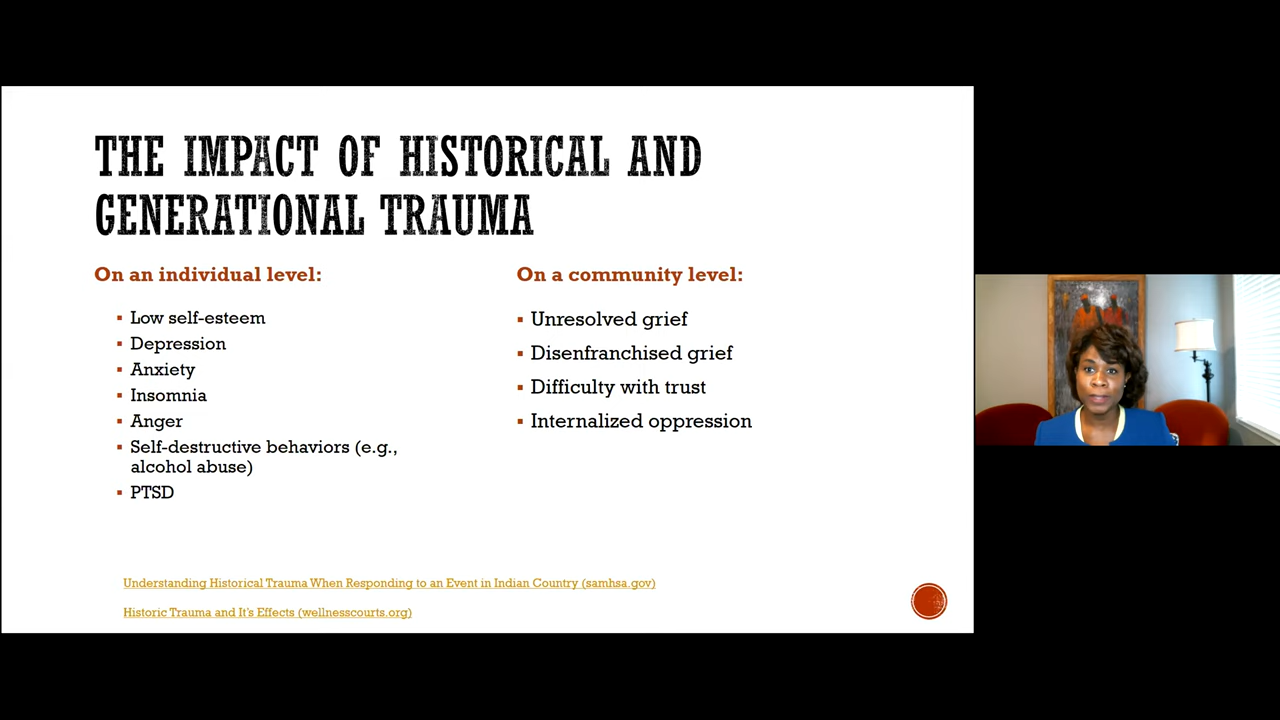 THE IMPACT OF HISTORICAL AND
GENERATIONAL TRAUMA
On an individual level:
Low self-esteem
Depression
Anxiety
Insomnia
Anger
Self-destructive behaviors (e.g.,
alcohol abuse)
PTSD
On a community level:
Unresolved grief
Disenfranchised grief
Difficulty with trust
Internalized oppression
Understanding Historical Trauma When Responding to an Event in Indian Country (samhsa.gov)
Historic Trauma and It's Effects (wellnesscourts.org)